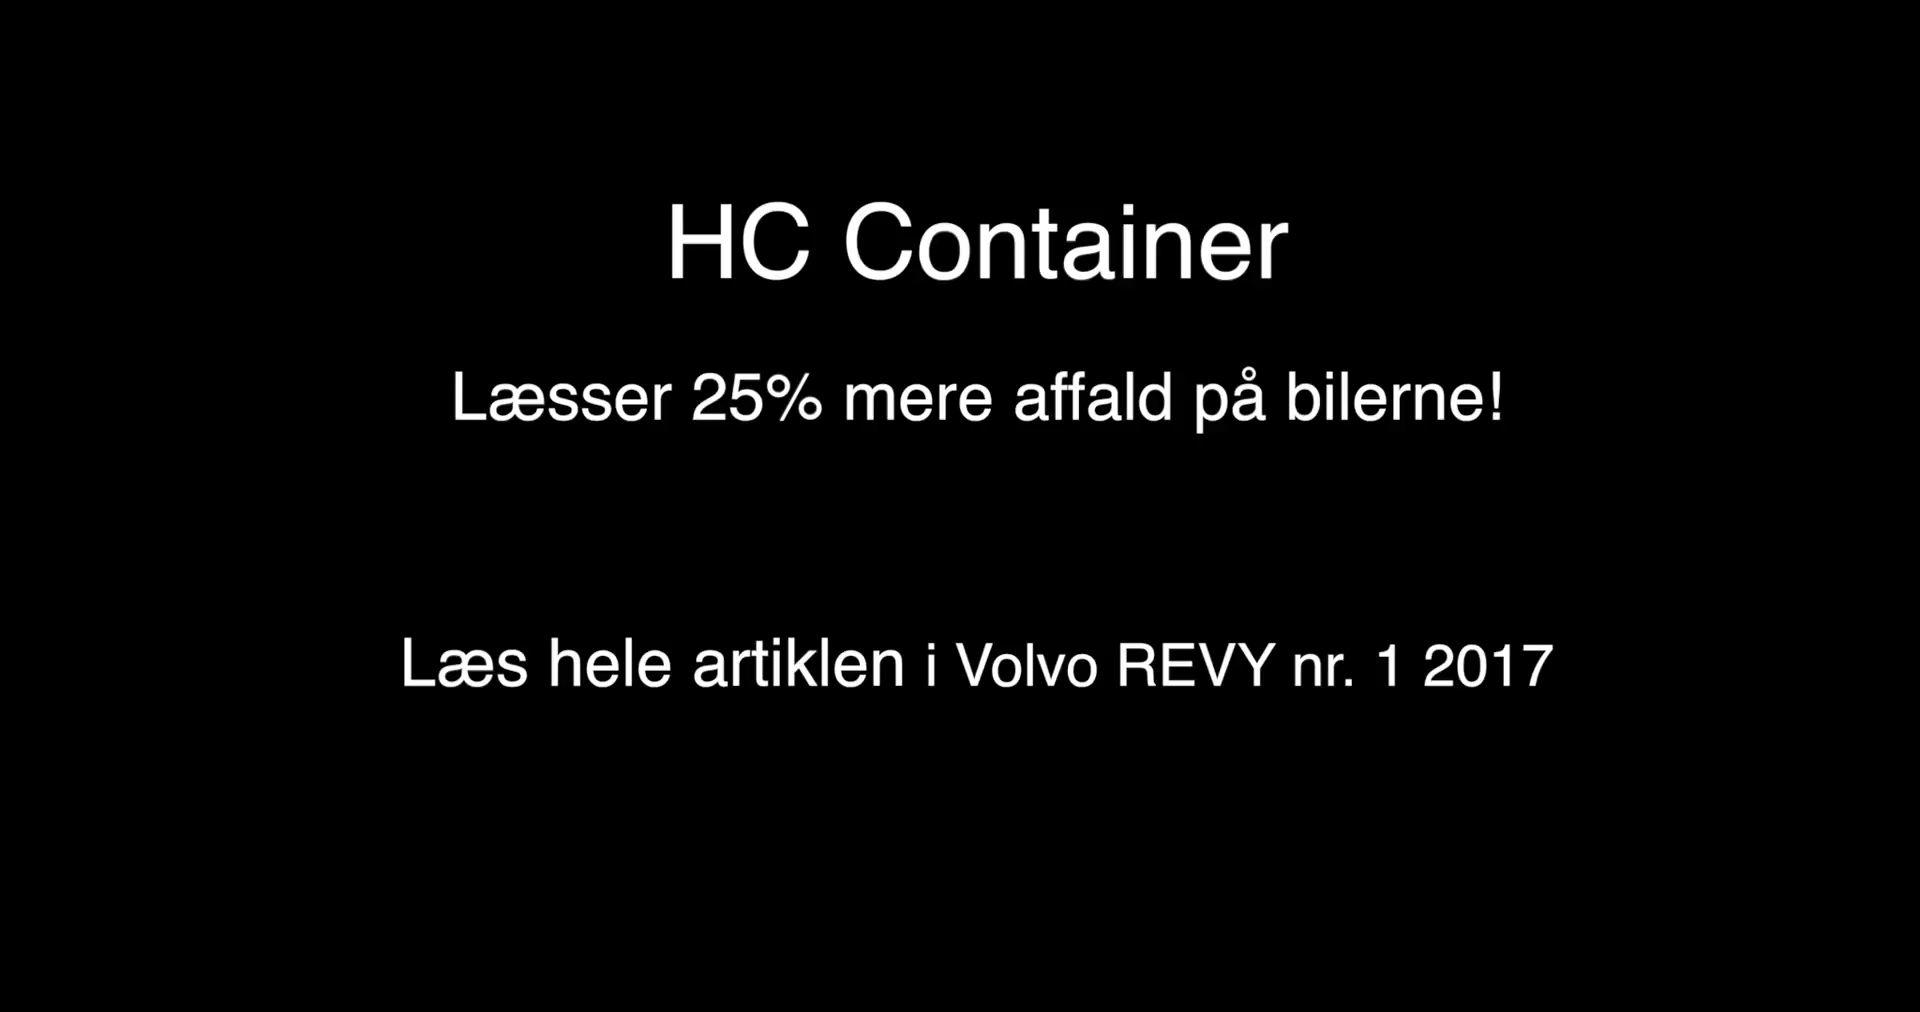 HC Container
Læsser 25% mere affald på bilerne!
Læs hele artiklen i Volvo REVY nr. 1 2017